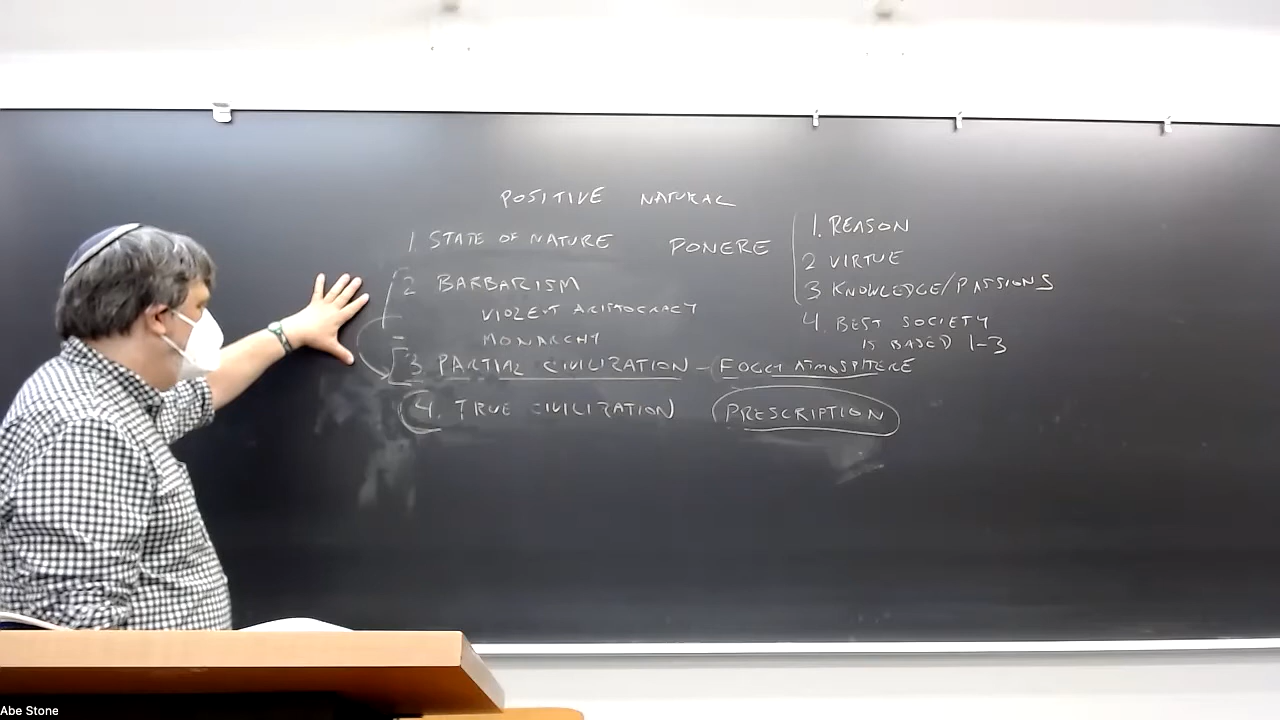 POSITIVE NATURAL
1. STATE OF NATURE PONERE
2 BARBARISM
VIOLENT ARISTOCRACY
MONARCHY
3. PARTIAL CIVILIZATION - FOGGY ATMOSPHERE
4. TRUE CIVILIZATION PRESCRIPTION
1. REASON
2 VIRTUE
3 KNOWLEDGE/PASSIONS
4. BEST SOCIETY
IS BASED 1-3
Abe Stone